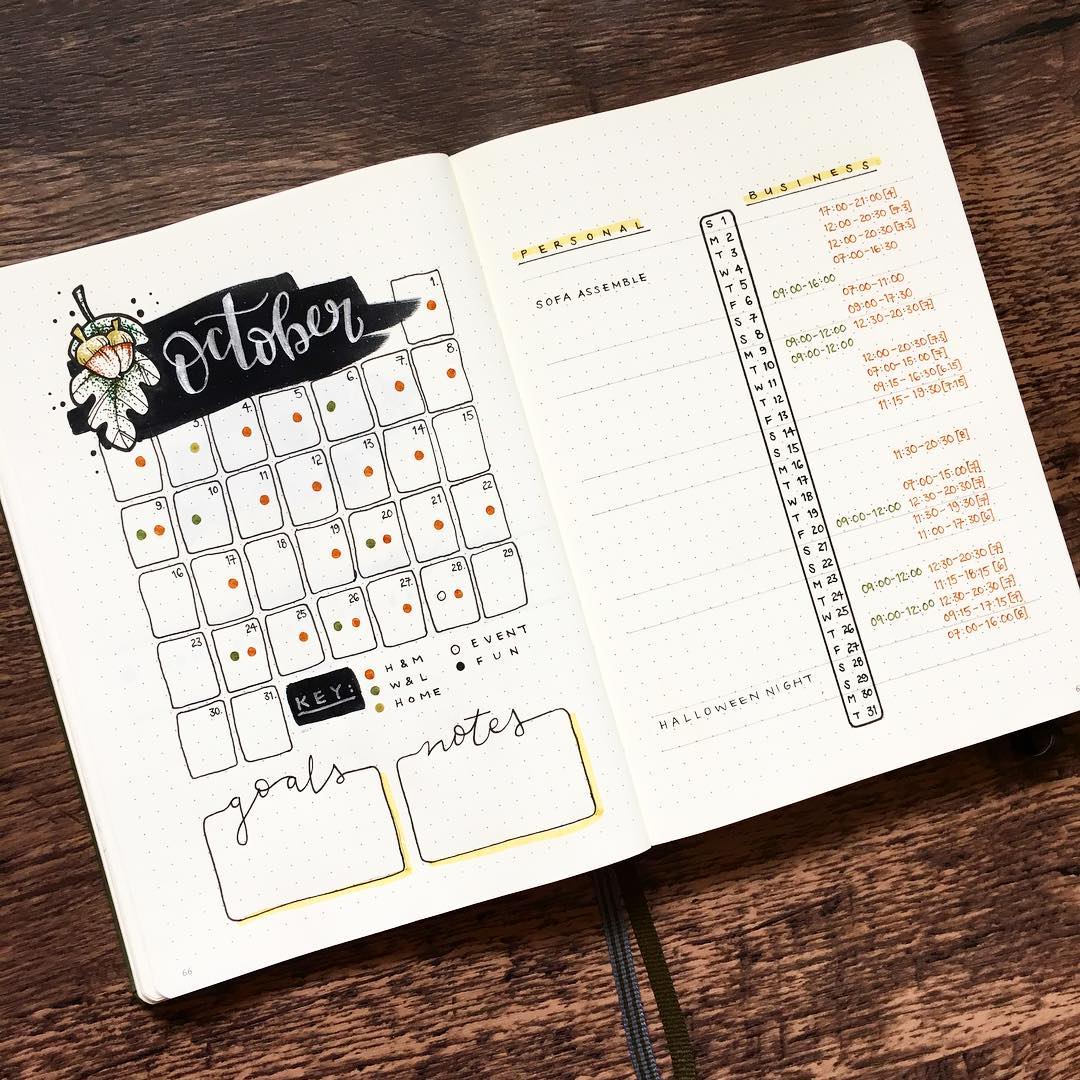 October
1.
3.
4.
5.
6.
7.
8.
9.
10
11
12
13
14
15
16
17
18
19
20
21
22
23
24
25
26
27.
28
29
30.
31.
KEY:
H&M
W&L
HOME
EVENT
FUN
goals
notes
66
PERSONAL
SOFA ASSEMBLE
HALLOWEEN NIGHT
S 1
M 2
T 3
W 4
T 5
F 6
S 7
S 8
M 9
T 10
W 11
T 12
F 13
S 14
S 15
M 16
T 17
W 18
T 19
F 20
S 21
S 22
M 23
T 24
W 25
T 26
F 27
S 28
S 29
M 30
T 31
BUSINESS
17:00-21:00 [4]
12:00-20:30 [7.5]
12:00-20:30 [7.5]
07:00-16:30
09:00-16:00
07:00-11:00
09:00-17:30
09:00-12:00 12:30-20:30 [7]
09:00-12:00
12:00-20:30 [7.5]
07:00-15:00 [7]
09:15-16:30 [6.15]
11:15-19:30 [7.15]
11:30-20:30 [8]
07:00-15:00 [7]
09:00-12:00 12:30-20:30 [7]
11:30-19:30 [7]
11:00-17:30 [6]
09:00-12:00 12:30-20:30 [7]
11:15-18:15 [6]
09:00-12:00 12:30-20:30 [7]
09:15-17:15 [7]
07:00-16:00 [8]